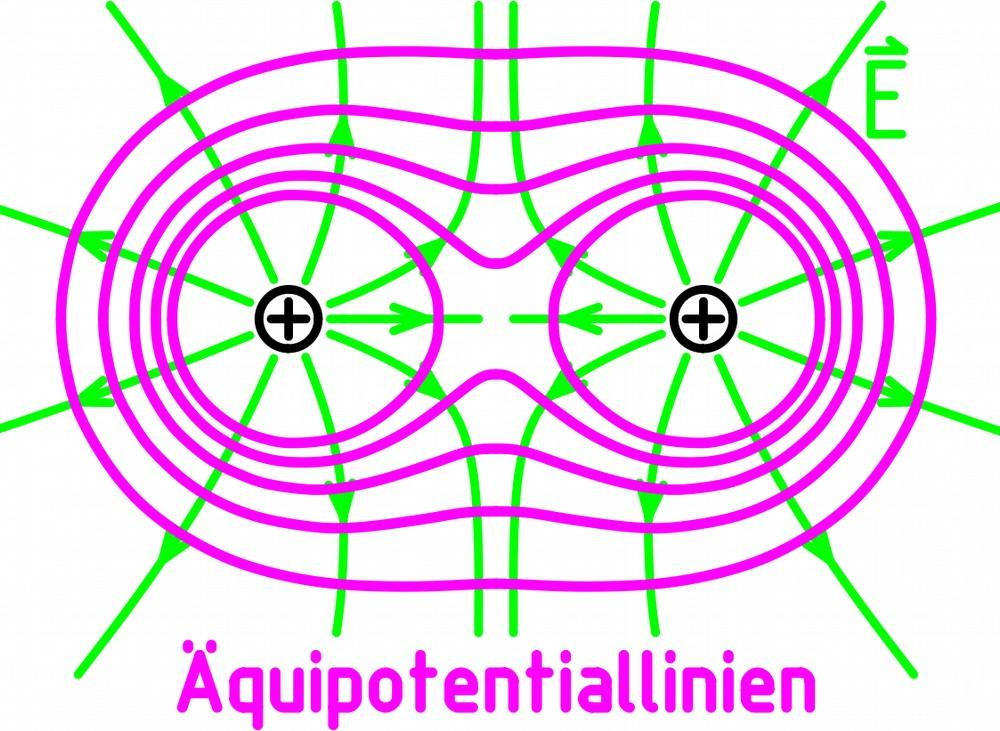 E⃗
+ +
Äquipotentiallinien